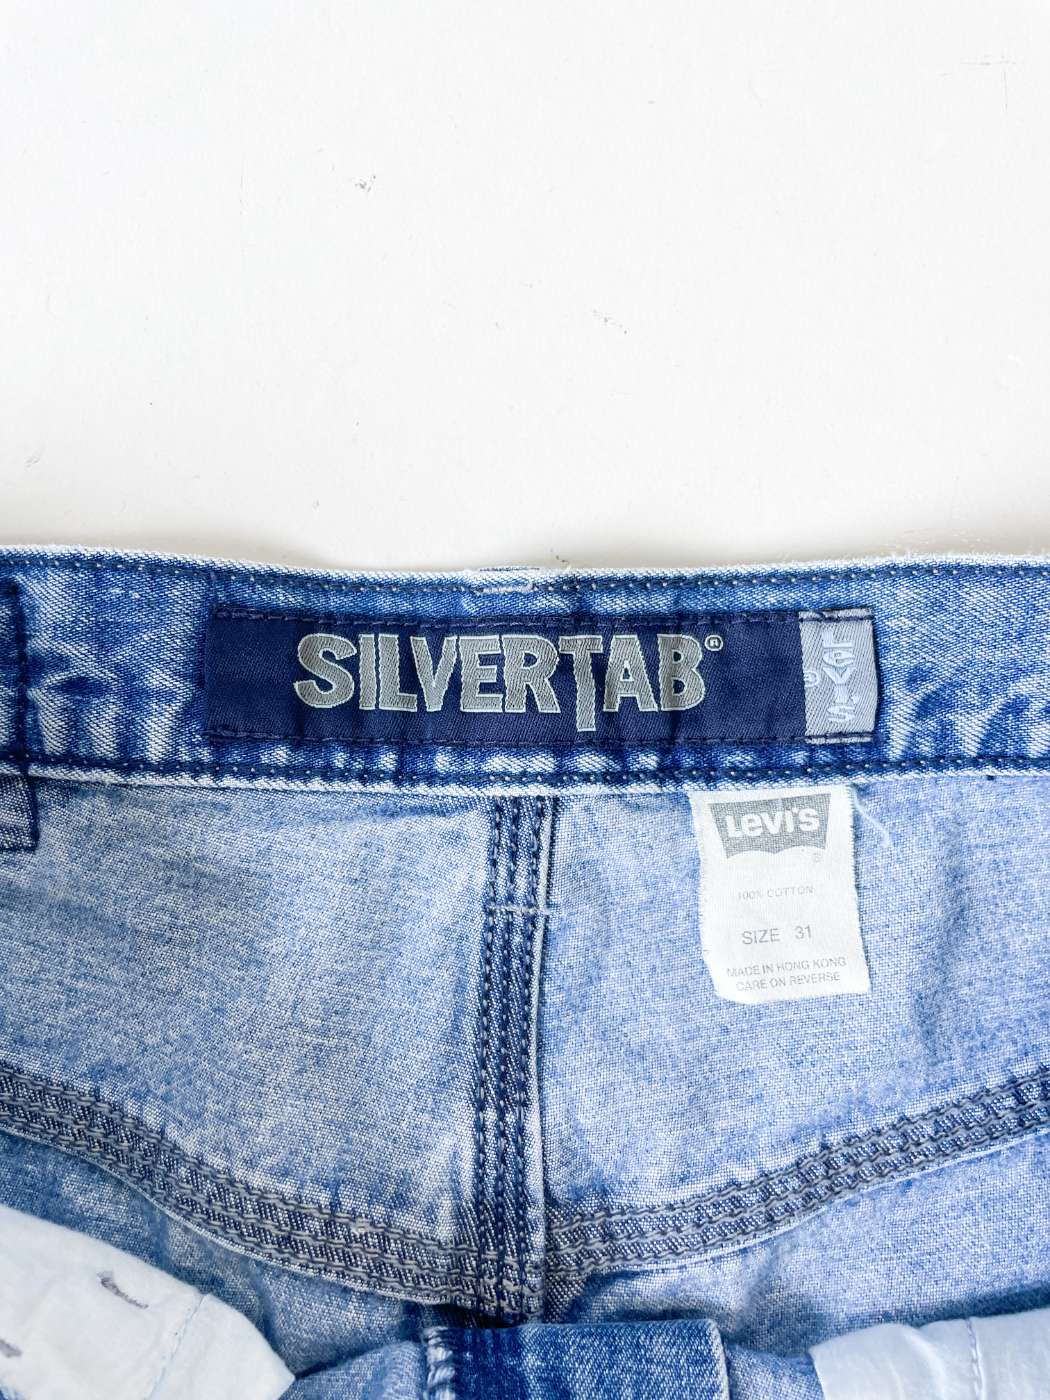 SILVERTAB®
LEVI'S ®
Levi's
®
100% COTTON
SIZE 31
MADE IN HONG KONG
CARE ON REVERSE